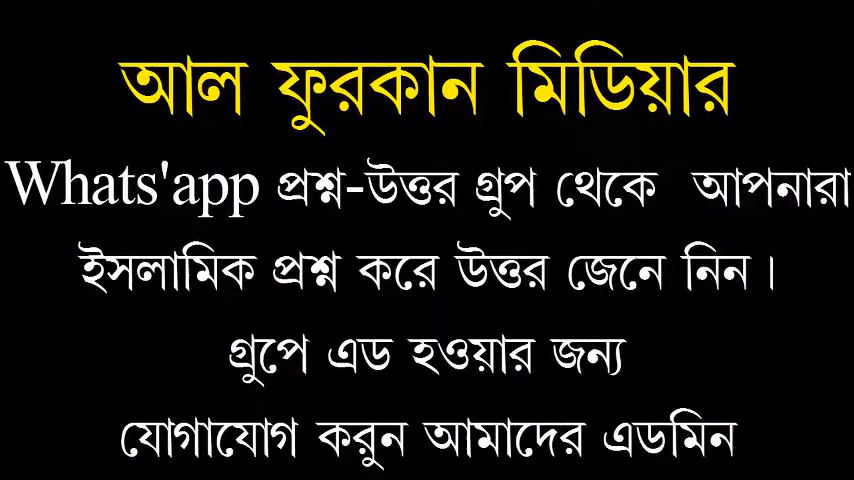 আল ফুরকান মিডিয়ার
Whats'app প্রশ্ন-উত্তর গ্রুপ থেকে আপনারা
ইসলামিক প্রশ্ন করে উত্তর জেনে নিন।
গ্রুপে এড হওয়ার জন্য
যোগাযোগ করুন আমাদের এডমিন